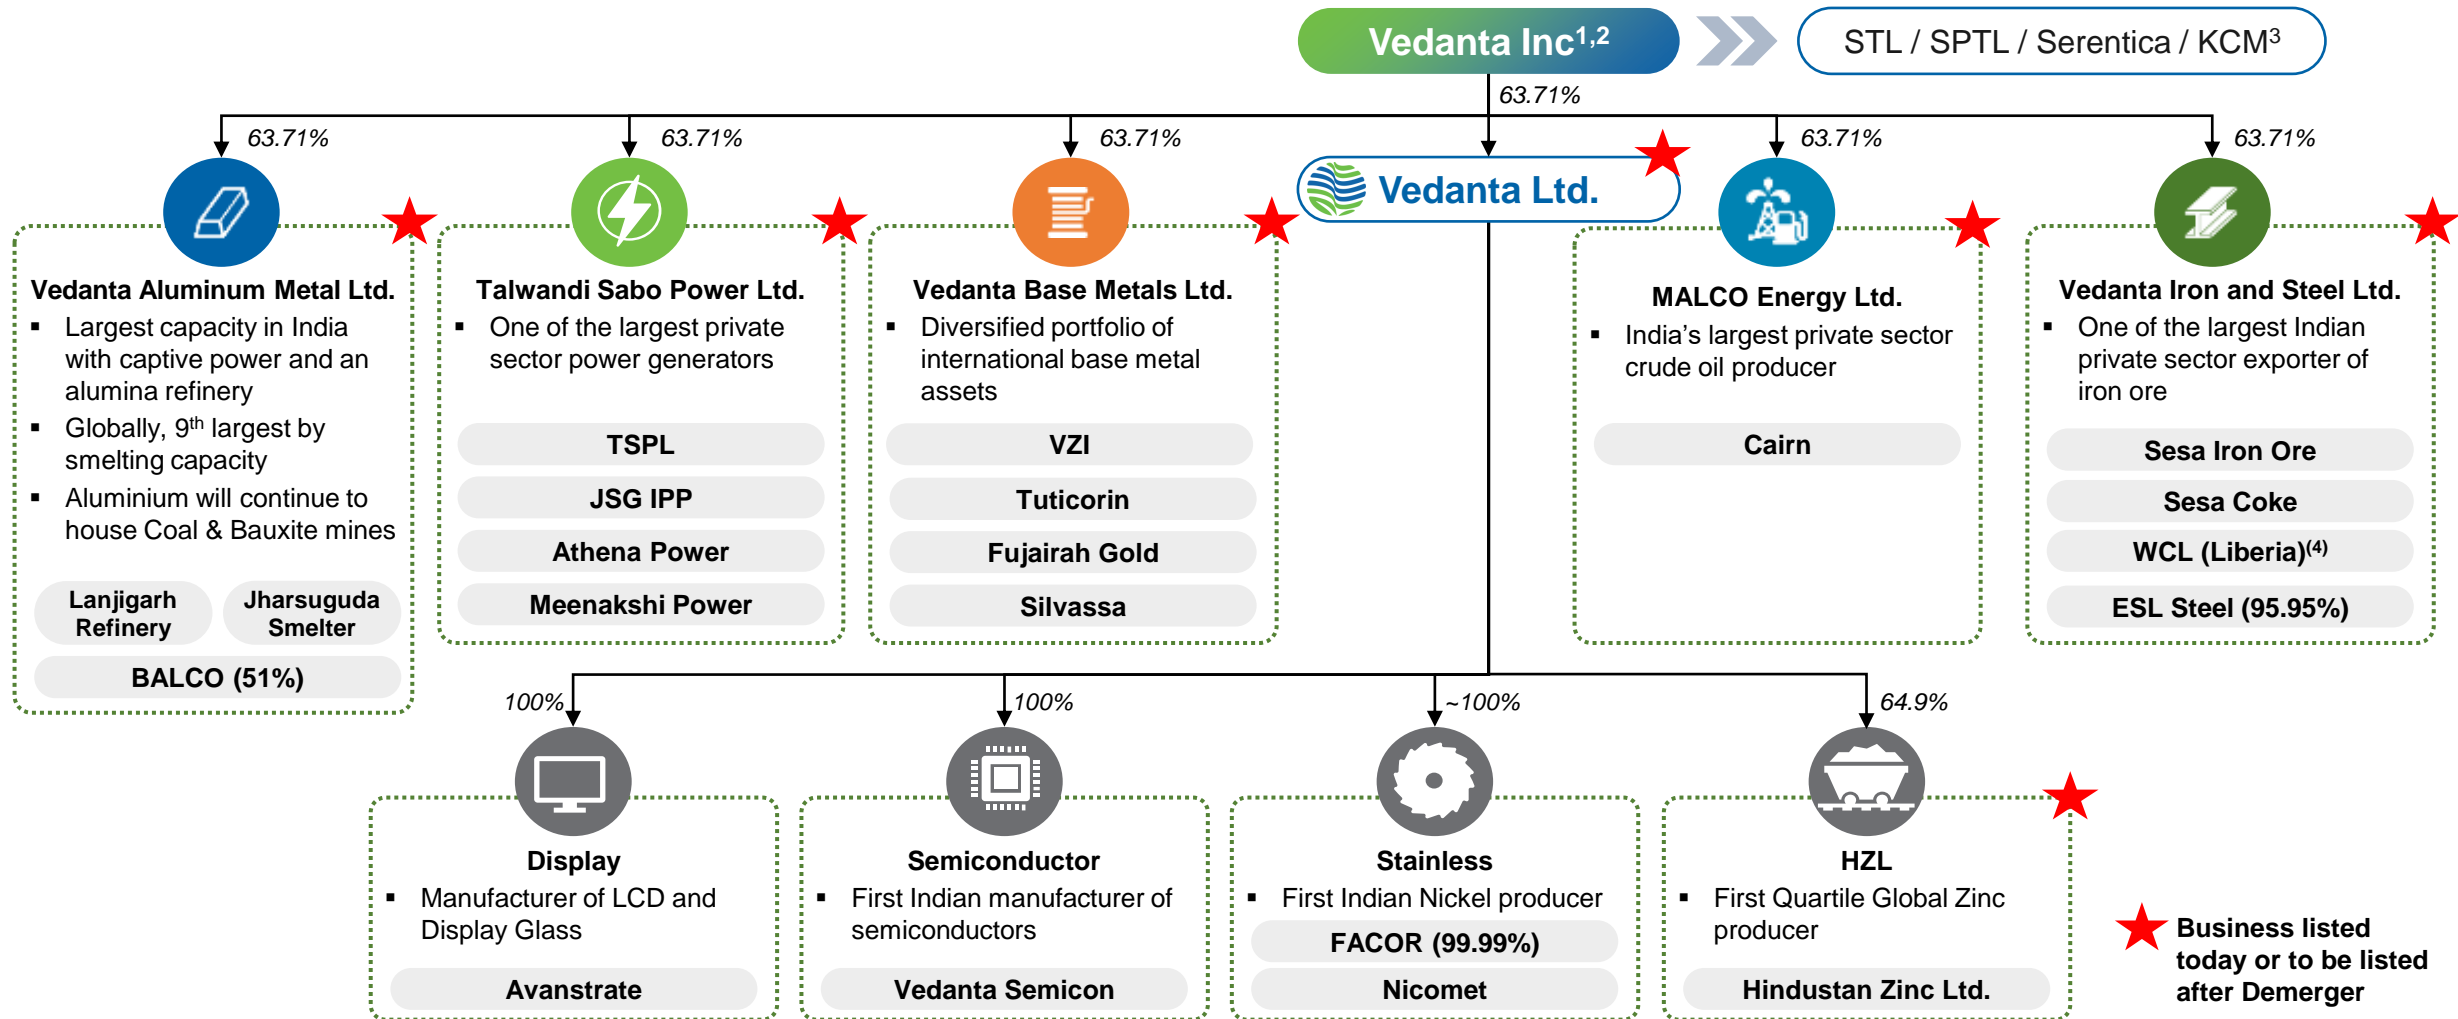 Vedanta Inc1,2
STL / SPTL / Serentica / KCM3
63.71%
63.71%
63.71%
63.71%
63.71%
63.71%
Vedanta Ltd.
Vedanta Aluminum Metal Ltd.
▪ Largest capacity in India
with captive power and an
alumina refinery
▪ Globally, 9th largest by
smelting capacity
▪ Aluminium will continue to
house Coal & Bauxite mines
Lanjigarh
Refinery
Jharsuguda
Smelter
BALCO (51%)
Talwandi Sabo Power Ltd.
▪ One of the largest private
sector power generators
TSPL
JSG IPP
Athena Power
Meenakshi Power
Vedanta Base Metals Ltd.
▪ Diversified portfolio of
international base metal
assets
VZI
Tuticorin
Fujairah Gold
Silvassa
MALCO Energy Ltd.
▪ India’s largest private sector
crude oil producer
Cairn
Vedanta Iron and Steel Ltd.
▪ One of the largest Indian
private sector exporter of
iron ore
Sesa Iron Ore
Sesa Coke
WCL (Liberia)(4)
ESL Steel (95.95%)
100%
100%
~100%
64.9%
Display
▪ Manufacturer of LCD and
Display Glass
Avanstrate
Semiconductor
▪ First Indian manufacturer of
semiconductors
Vedanta Semicon
Stainless
▪ First Indian Nickel producer
FACOR (99.99%)
Nicomet
HZL
▪ First Quartile Global Zinc
producer
Hindustan Zinc Ltd.
Business listed
today or to be listed
after Demerger